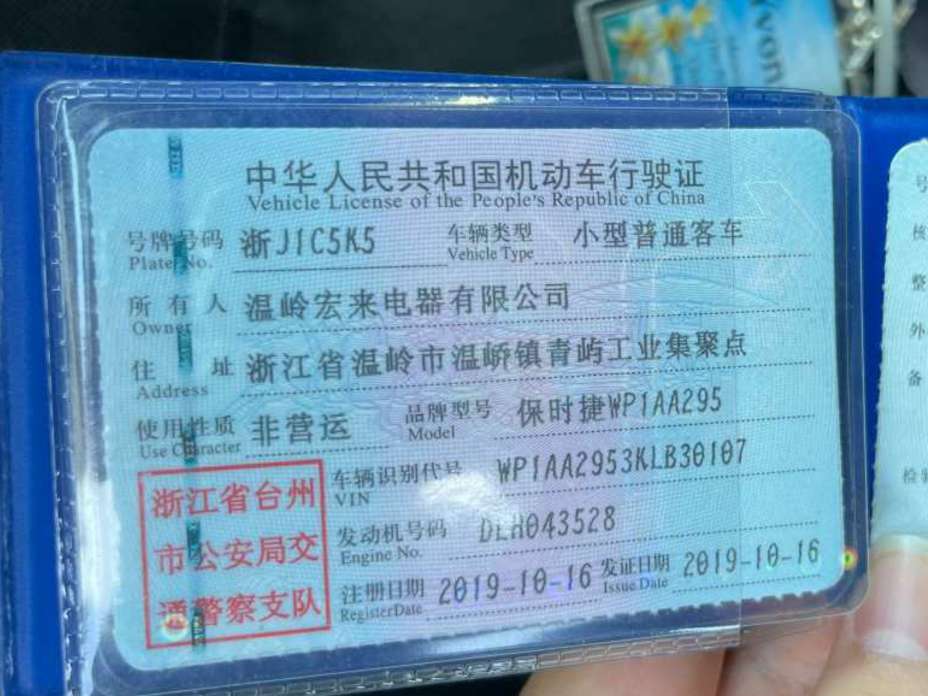 Yvonn
中华人民共和国机动车行驶证
Vehicle License of the People's Republic of China
号牌号码 浙J1C5K5 车辆类型 小型普通客车
Plate No. Vehicle Type
所有人 温岭宏来电器有限公司
Owner
住址 浙江省温岭市温峤镇青屿工业集聚点
Address
使用性质 非营运 品牌型号 保时捷WP1AA295
Use Character Model
浙江省台州
市公安局交
通警察支队
车辆识别代号 WP1AA2953KLB30107
VIN
发动机号码 DLH043528
Engine No.
注册日期 2019-10-16 发证日期 2019-10-16
Register Date Issue Date
号
核
整
外
备
检验